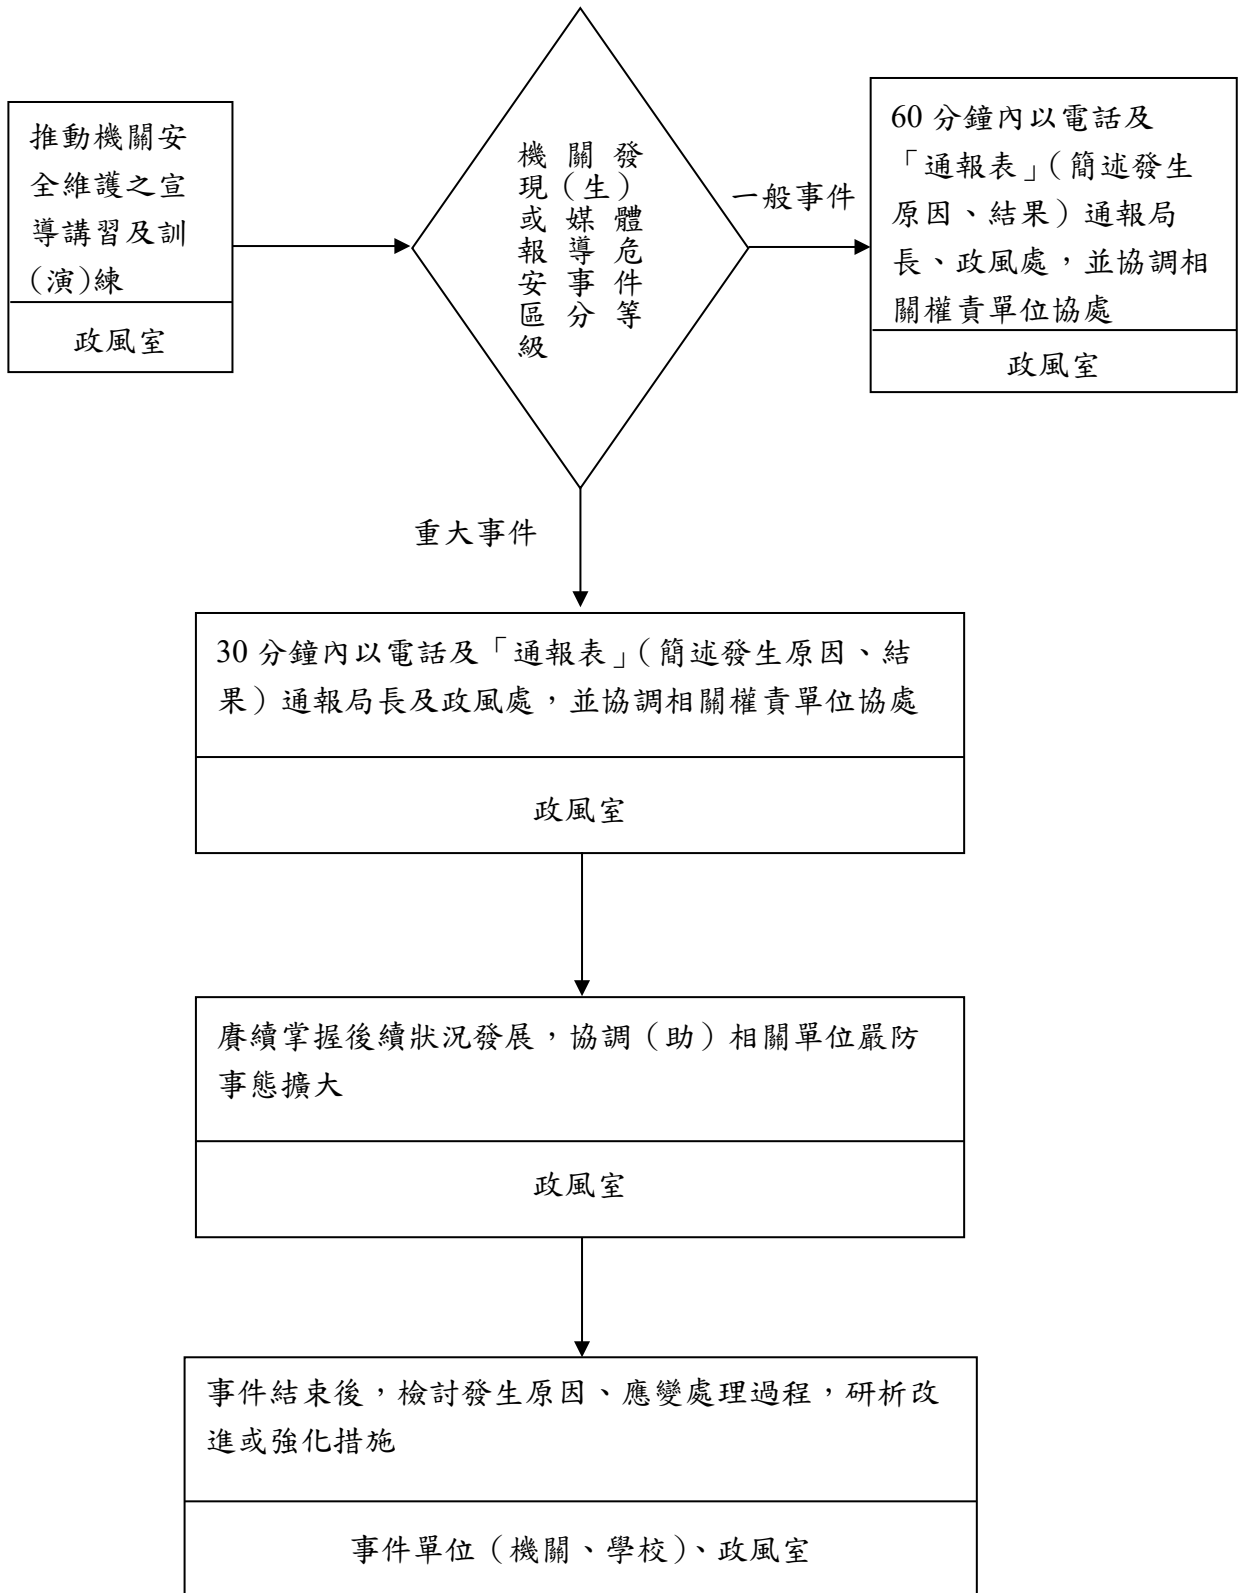 推動機關安
全維護之宣
導講習及訓
(演)練
政風室
機關發
現(生)
或媒體
報導危
安事件
區分等
級
一般事件
60 分鐘內以電話及
「通報表」(簡述發生
原因、結果)通報局
長、政風處,並協調相
關權責單位協處
政風室
重大事件
30 分鐘內以電話及「通報表」(簡述發生原因、結
果)通報局長及政風處,並協調相關權責單位協處
政風室
賡續掌握後續狀況發展,協調(助)相關單位嚴防
事態擴大
政風室
事件結束後,檢討發生原因、應變處理過程,研析改
進或強化措施
事件單位(機關、學校)、政風室